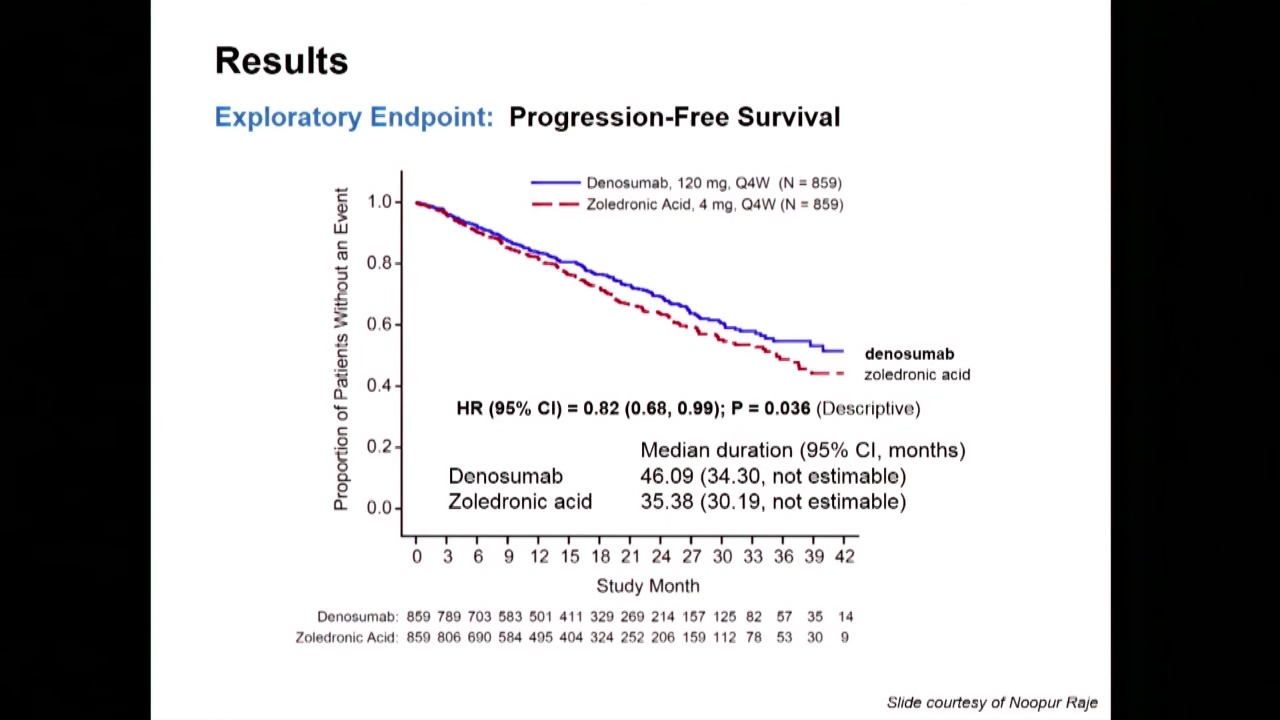 Results
Exploratory Endpoint: Progression-Free Survival
Denosumab, 120 mg, Q4W (N = 859)
Zoledronic Acid, 4 mg, Q4W (N = 859)
Proportion of Patients Without an Event
1.0
0.8
0.6
0.4
0.2
0.0
denosumab
zoledronic acid
HR (95% CI) = 0.82 (0.68, 0.99); P = 0.036 (Descriptive)
Median duration (95% CI, months)
Denosumab 46.09 (34.30, not estimable)
Zoledronic acid 35.38 (30.19, not estimable)
0 3 6 9 12 15 18 21 24 27 30 33 36 39 42
Study Month
Denosumab: 859 789 703 583 501 411 329 269 214 157 125 82 57 35 14
Zoledronic Acid: 859 806 690 584 495 404 324 252 206 159 112 78 53 30 9
Slide courtesy of Noopur Raje